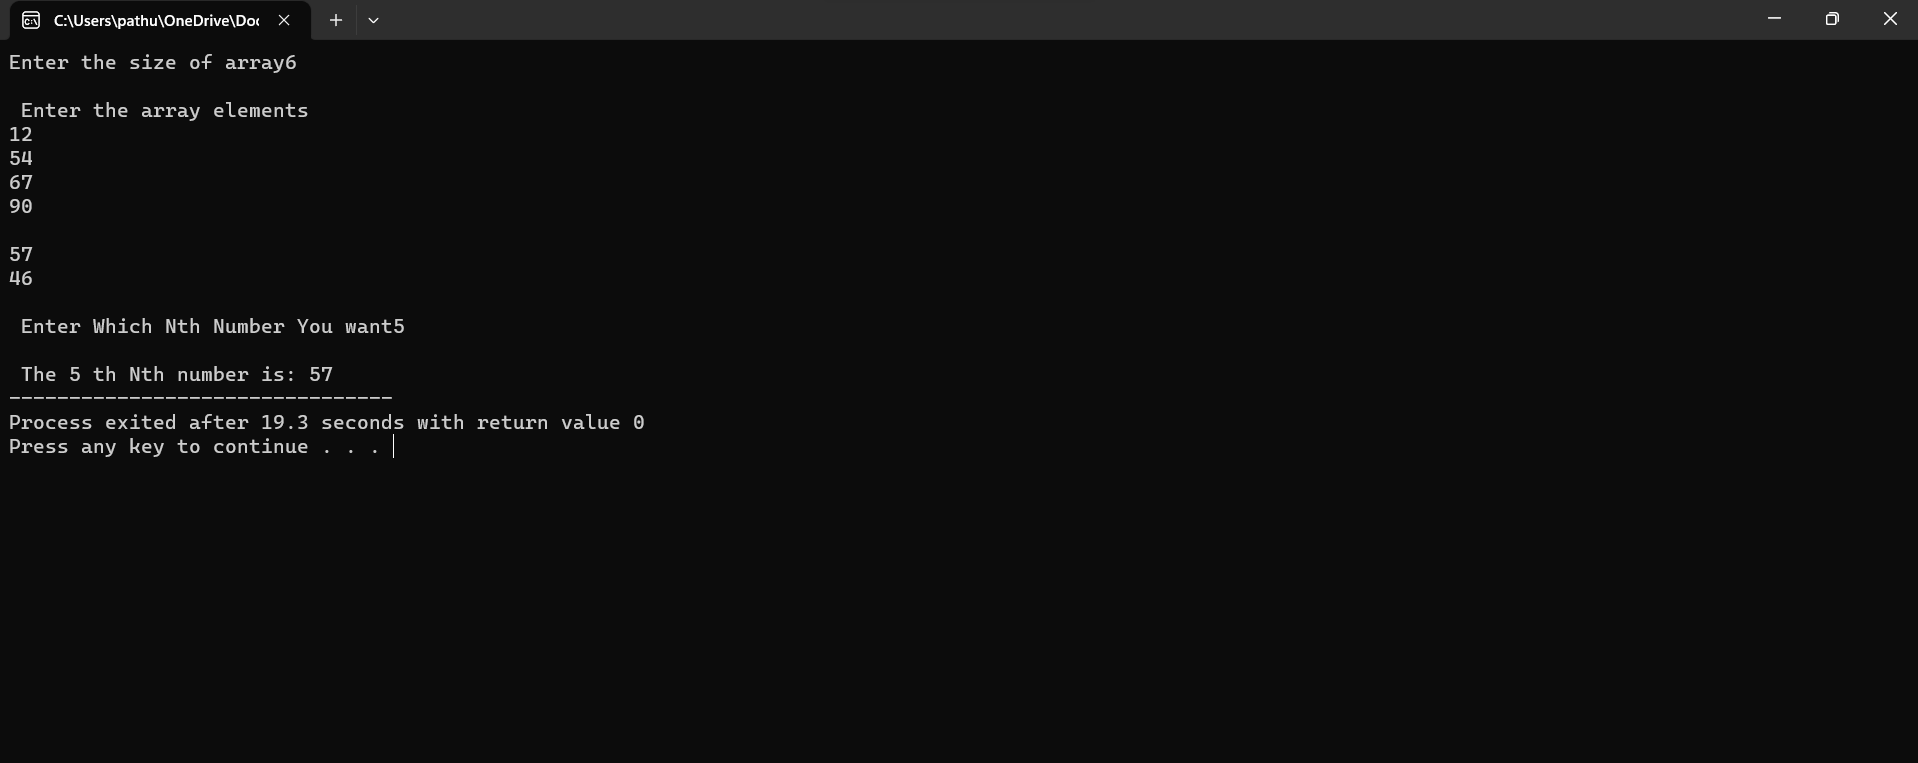 C:\Users\pathu\OneDrive\Doc
Enter the size of array6
Enter the array elements
12
54
67
90
57
46
Enter Which Nth Number You want5
The 5 th Nth number is: 57
--------------------------------
Process exited after 19.3 seconds with return value 0
Press any key to continue . . .